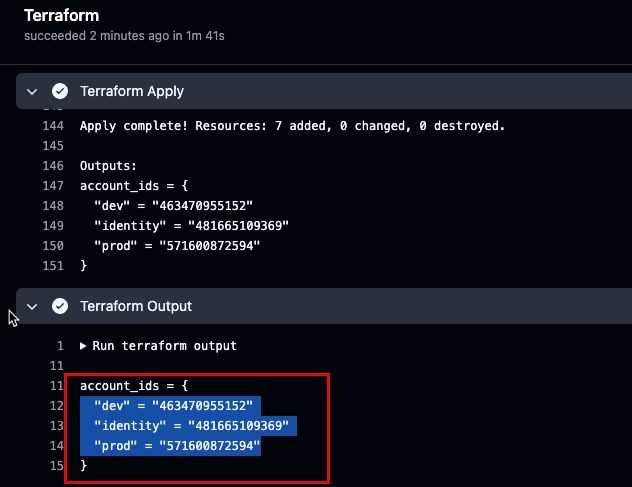 Terraform
succeeded 2 minutes ago in 1m 41s
Terraform Apply
144 Apply complete! Resources: 7 added, 0 changed, 0 destroyed.
145
146 Outputs:
147 account_ids = {
148 "dev" = "463470955152"
149 "identity" = "481665109369"
150 "prod" = "571600872594"
151 }
Terraform Output
1 ▶ Run terraform output
11
11 account_ids = {
12 "dev" = "463470955152"
13 "identity" = "481665109369"
14 "prod" = "571600872594"
15 }